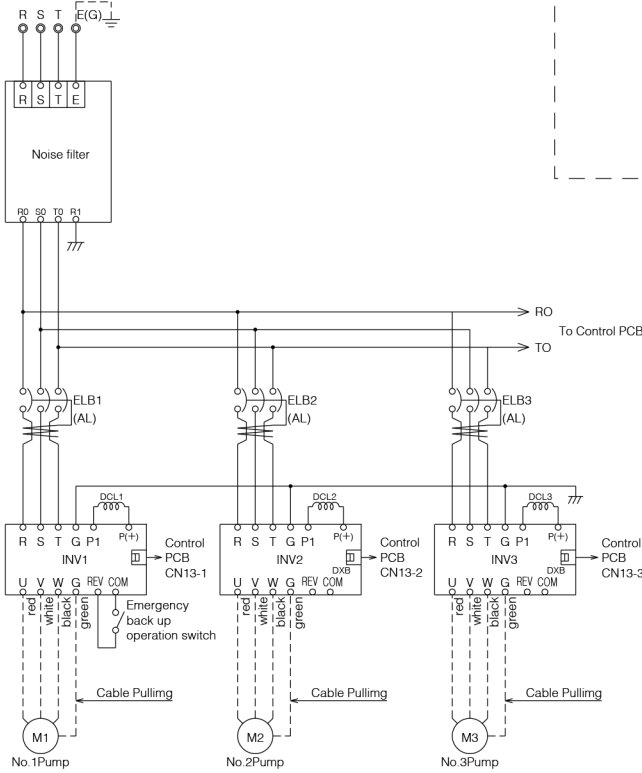 R S T E(G)
R S T E
Noise filter
R0 S0 T0 R1
RO
To Control PCB
TO
ELB1
(AL)
ELB2
(AL)
ELB3
(AL)
DCL1
DCL2
DCL3
R S T G P1 P(+)
INV1
U V W G REV COM
Control
PCB
CN13-1
R S T G P1 P(+)
INV2
DXB
U V W G REV COM
Control
PCB
CN13-2
R S T G P1 P(+)
INV3
DXB
U V W G REV COM
Control
PCB
CN13-3
red
white
black
green
Emergency
back up
operation switch
red
white
black
green
red
white
black
green
Cable Pullimg
Cable Pullimg
Cable Pullimg
M1
No.1Pump
M2
No.2Pump
M3
No.3Pump